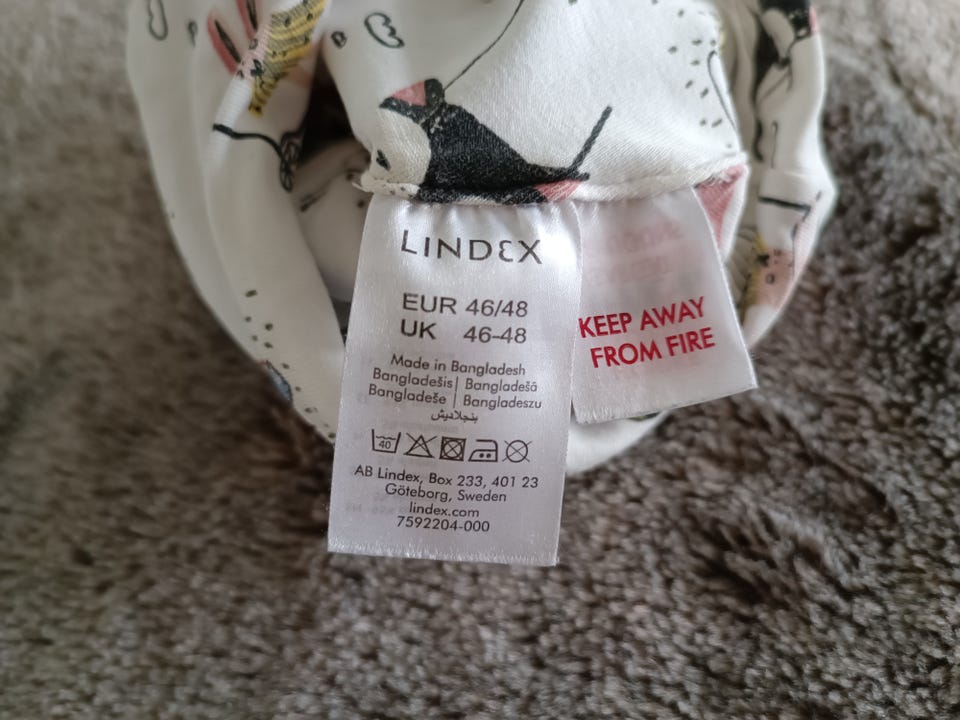 LINDEX
EUR 46/48
UK 46-48
Made in Bangladesh
Bangladešis | Bangladešā
Bangladeše | Bangladeszu
بنجلاديش
40
AB Lindex, Box 233, 401 23
Göteborg, Sweden
lindex.com
7592204-000
KEEP AWAY
FROM FIRE